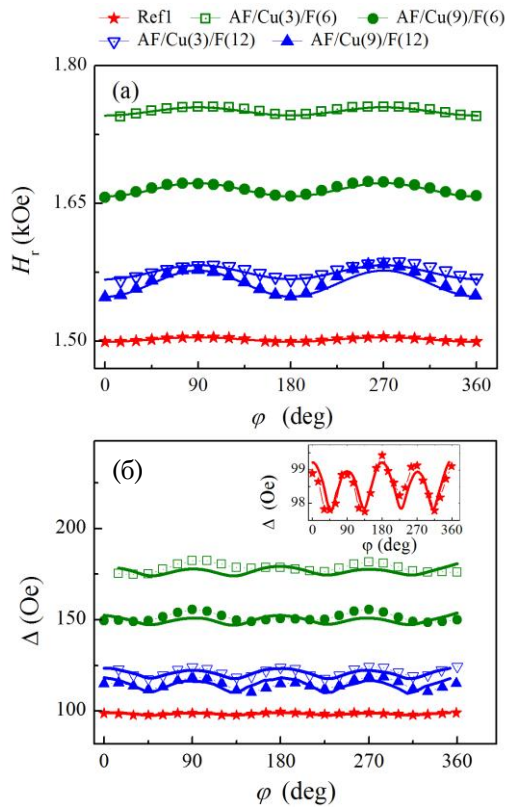 Ref1 AF/Cu(3)/F(6) AF/Cu(9)/F(6)
AF/Cu(3)/F(12) AF/Cu(9)/F(12)
1.80
(a)
1.65
H_r (kOe)
1.50
0 90 180 270 360
φ (deg)
(б)
99
98
Δ (Oe)
0 90 180 270 360
φ (deg)
200
150
Δ (Oe)
100
0 90 180 270 360
φ (deg)